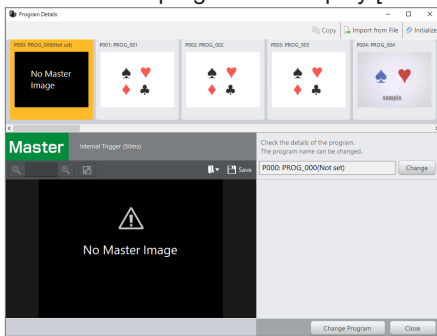 Program Details
Copy Import from File Initialize
P000: PROG_000(Not set) P001: PROG_001 P002: PROG_002 P003: PROG_003 P004: PROG_004
No Master
Image
sample
Master Internal Trigger (50ms)
Check the details of the program.
The program name can be changed.
Save P000: PROG_000(Not set) Change
No Master Image
Change Program Close